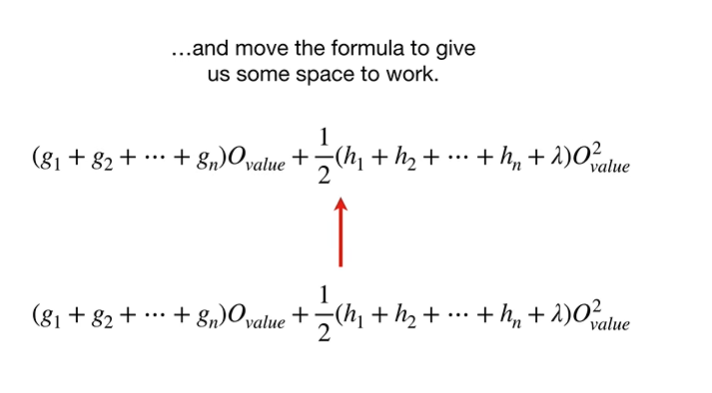 ...and move the formula to give
us some space to work.
(g₁ + g₂ + ⋯ + gₙ)O_value + 1/2(h₁ + h₂ + ⋯ + hₙ + λ)O²_value
(g₁ + g₂ + ⋯ + gₙ)O_value + 1/2(h₁ + h₂ + ⋯ + hₙ + λ)O²_value